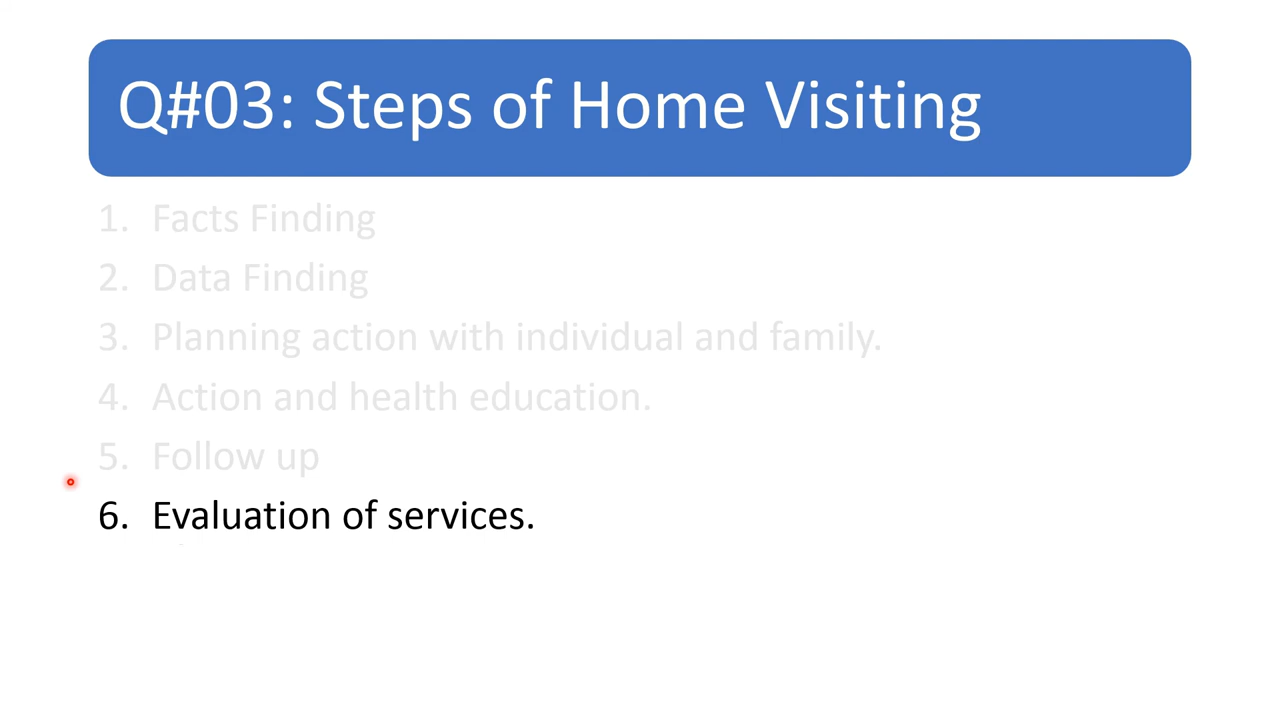 Q#03: Steps of Home Visiting
1. Facts Finding
2. Data Finding
3. Planning action with individual and family.
4. Action and health education.
5. Follow up
6. Evaluation of services.